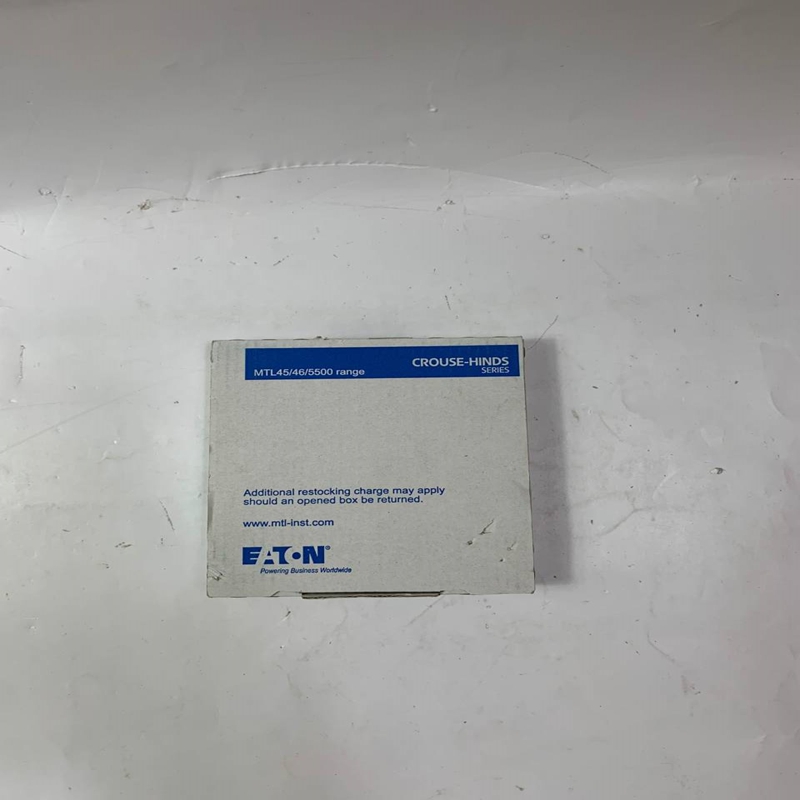 MTL45/46/5500 range
CROUSE-HINDS
SERIES
Additional restocking charge may apply
should an opened box be returned.
www.mtl-inst.com
EATON®
Powering Business Worldwide